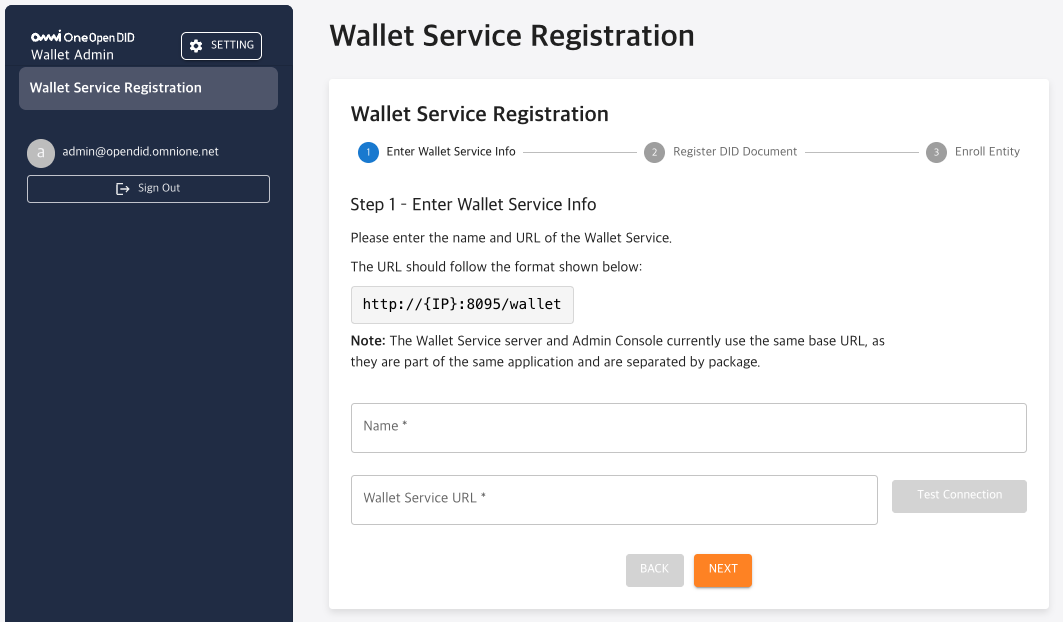 Omni One Open DID
Wallet Admin
SETTING
Wallet Service Registration
a
admin@opendid.omnione.net
Sign Out
Wallet Service Registration
Wallet Service Registration
1 Enter Wallet Service Info
2 Register DID Document
3 Enroll Entity
Step 1 - Enter Wallet Service Info
Please enter the name and URL of the Wallet Service.
The URL should follow the format shown below:
http://{IP}:8095/wallet
Note: The Wallet Service server and Admin Console currently use the same base URL, as
they are part of the same application and are separated by package.
Name *
Wallet Service URL *
Test Connection
BACK
NEXT